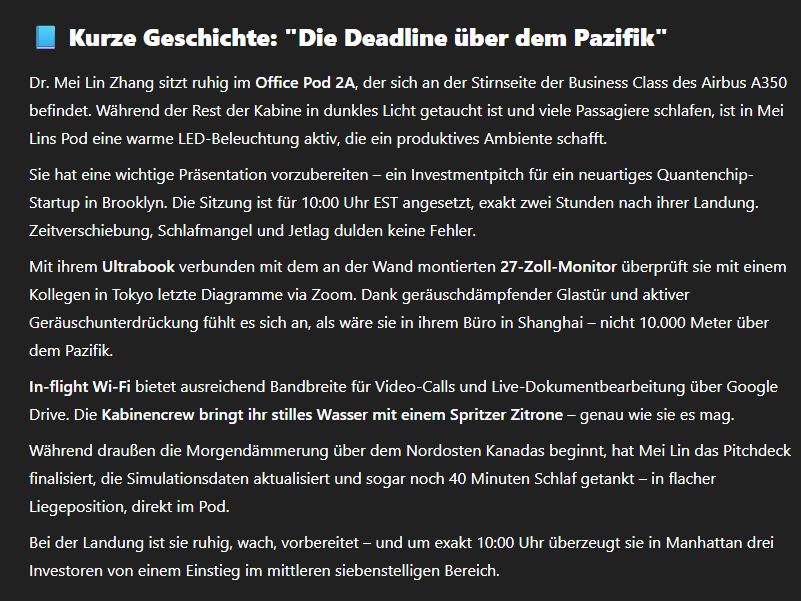 📘 Kurze Geschichte: "Die Deadline über dem Pazifik"
Dr. Mei Lin Zhang sitzt ruhig im Office Pod 2A, der sich an der Stirnseite der Business Class des Airbus A350
befindet. Während der Rest der Kabine in dunkles Licht getaucht ist und viele Passagiere schlafen, ist in Mei
Lins Pod eine warme LED-Beleuchtung aktiv, die ein produktives Ambiente schafft.
Sie hat eine wichtige Präsentation vorzubereiten – ein Investmentpitch für ein neuartiges Quantenchip-
Startup in Brooklyn. Die Sitzung ist für 10:00 Uhr EST angesetzt, exakt zwei Stunden nach ihrer Landung.
Zeitverschiebung, Schlafmangel und Jetlag dulden keine Fehler.
Mit ihrem Ultrabook verbunden mit dem an der Wand montierten 27-Zoll-Monitor überprüft sie mit einem
Kollegen in Tokyo letzte Diagramme via Zoom. Dank geräuschdämpfender Glastür und aktiver
Geräuschunterdrückung fühlt es sich an, als wäre sie in ihrem Büro in Shanghai – nicht 10.000 Meter über
dem Pazifik.
In-flight Wi-Fi bietet ausreichend Bandbreite für Video-Calls und Live-Dokumentbearbeitung über Google
Drive. Die Kabinencrew bringt ihr stilles Wasser mit einem Spritzer Zitrone – genau wie sie es mag.
Während draußen die Morgendämmerung über dem Nordosten Kanadas beginnt, hat Mei Lin das Pitchdeck
finalisiert, die Simulationsdaten aktualisiert und sogar noch 40 Minuten Schlaf getankt – in flacher
Liegeposition, direkt im Pod.
Bei der Landung ist sie ruhig, wach, vorbereitet – und um exakt 10:00 Uhr überzeugt sie in Manhattan drei
Investoren von einem Einstieg im mittleren siebenstelligen Bereich.